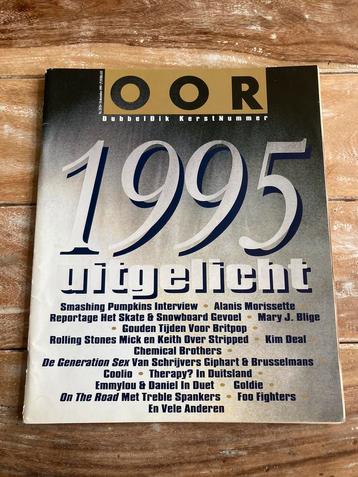 OOR
DubbelDik KerstNummer
1995
uitgelicht
Smashing Pumpkins Interview • Alanis Morissette
Reportage Het Skate & Snowboard Gevoel • Mary J. Blige
• Gouden Tijden Voor Britpop •
Rolling Stones Mick en Keith Over Stripped • Kim Deal
Chemical Brothers •
De Generation Sex Van Schrijvers Giphart & Brusselmans
Coolio • Therapy? In Duitsland •
Emmylou & Daniel In Duet • Goldie •
On The Road Met Treble Spankers • Foo Fighters
En Vele Anderen